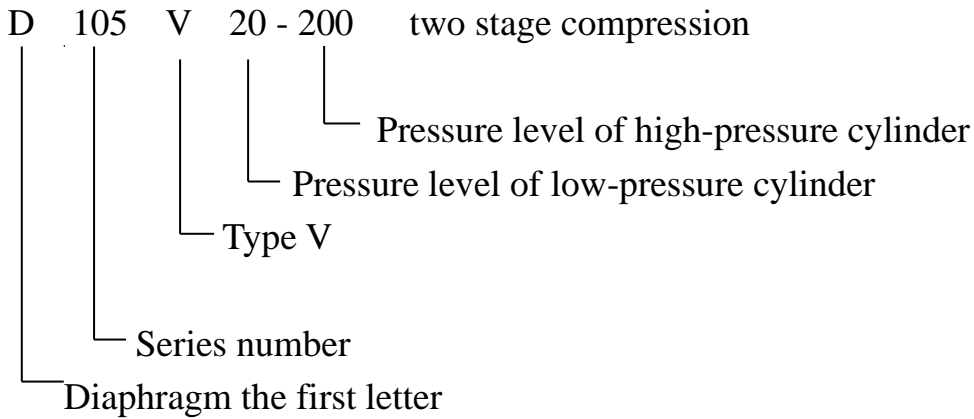 D 105 V 20 - 200 two stage compression
Pressure level of high-pressure cylinder
Pressure level of low-pressure cylinder
Type V
Series number
Diaphragm the first letter